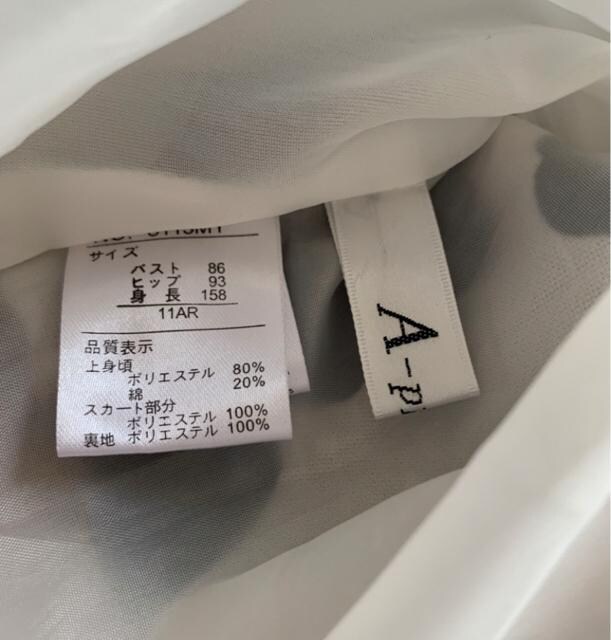 サイズ
バスト 86
ヒップ 93
身長 158
11AR
品質表示
上身頃
ポリエステル 80%
綿 20%
スカート部分
ポリエステル 100%
裏地 ポリエステル 100%
A-p